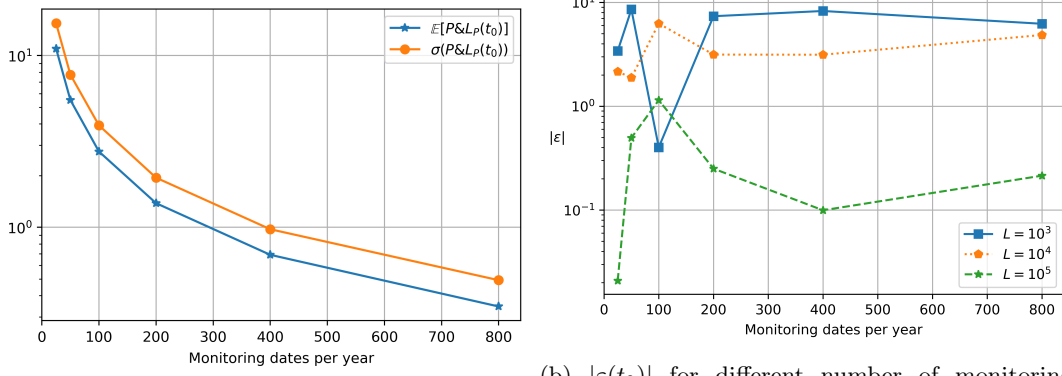 10¹
10⁰
0 100 200 300 400 500 600 700 800
Monitoring dates per year
𝔼[P&L_P(t₀)]
σ(P&L_P(t₀))
10¹
10⁰
10⁻¹
|ε|
0 100 200 300 400 500 600 700 800
Monitoring dates per year
L = 10³
L = 10⁴
L = 10⁵
(b) |ε(t₀)| for different number of monitoring